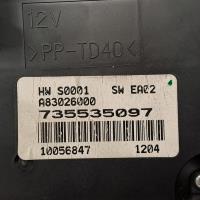 12V
>PP-TD40<
HW S0001 SW EA02
A83026000
735535097
10056847 1204